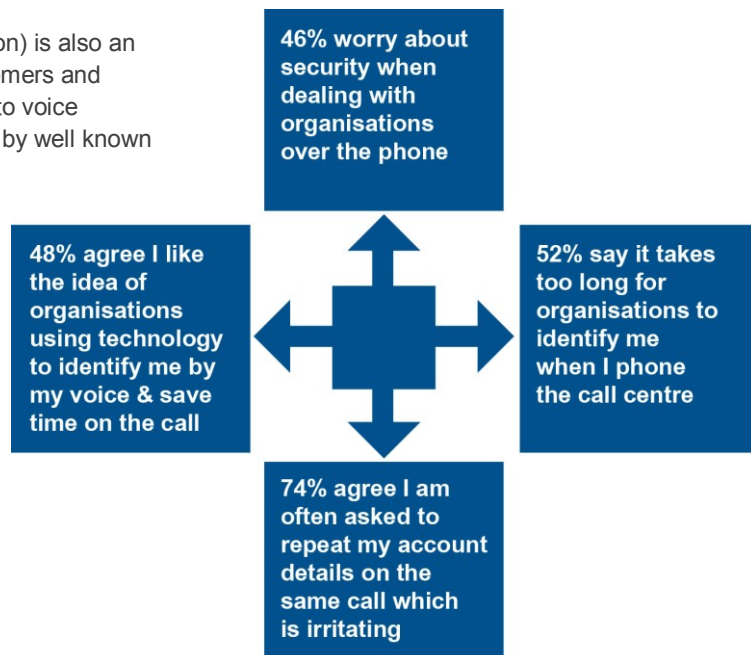 on) is also an
omers and
to voice
by well known
46% worry about
security when
dealing with
organisations
over the phone
48% agree I like
the idea of
organisations
using technology
to identify me by
my voice & save
time on the call
52% say it takes
too long for
organisations to
identify me
when I phone
the call centre
74% agree I am
often asked to
repeat my account
details on the
same call which
is irritating